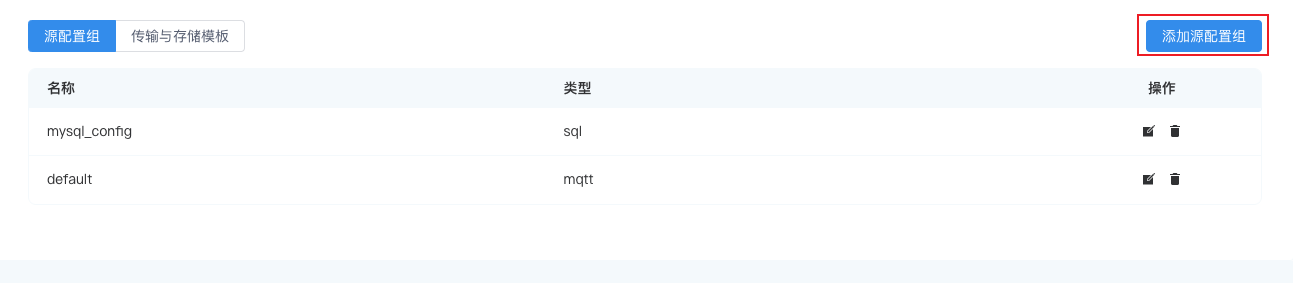 源配置组 传输与存储模板 添加源配置组
名称 类型 操作
mysql_config sql
default mqtt